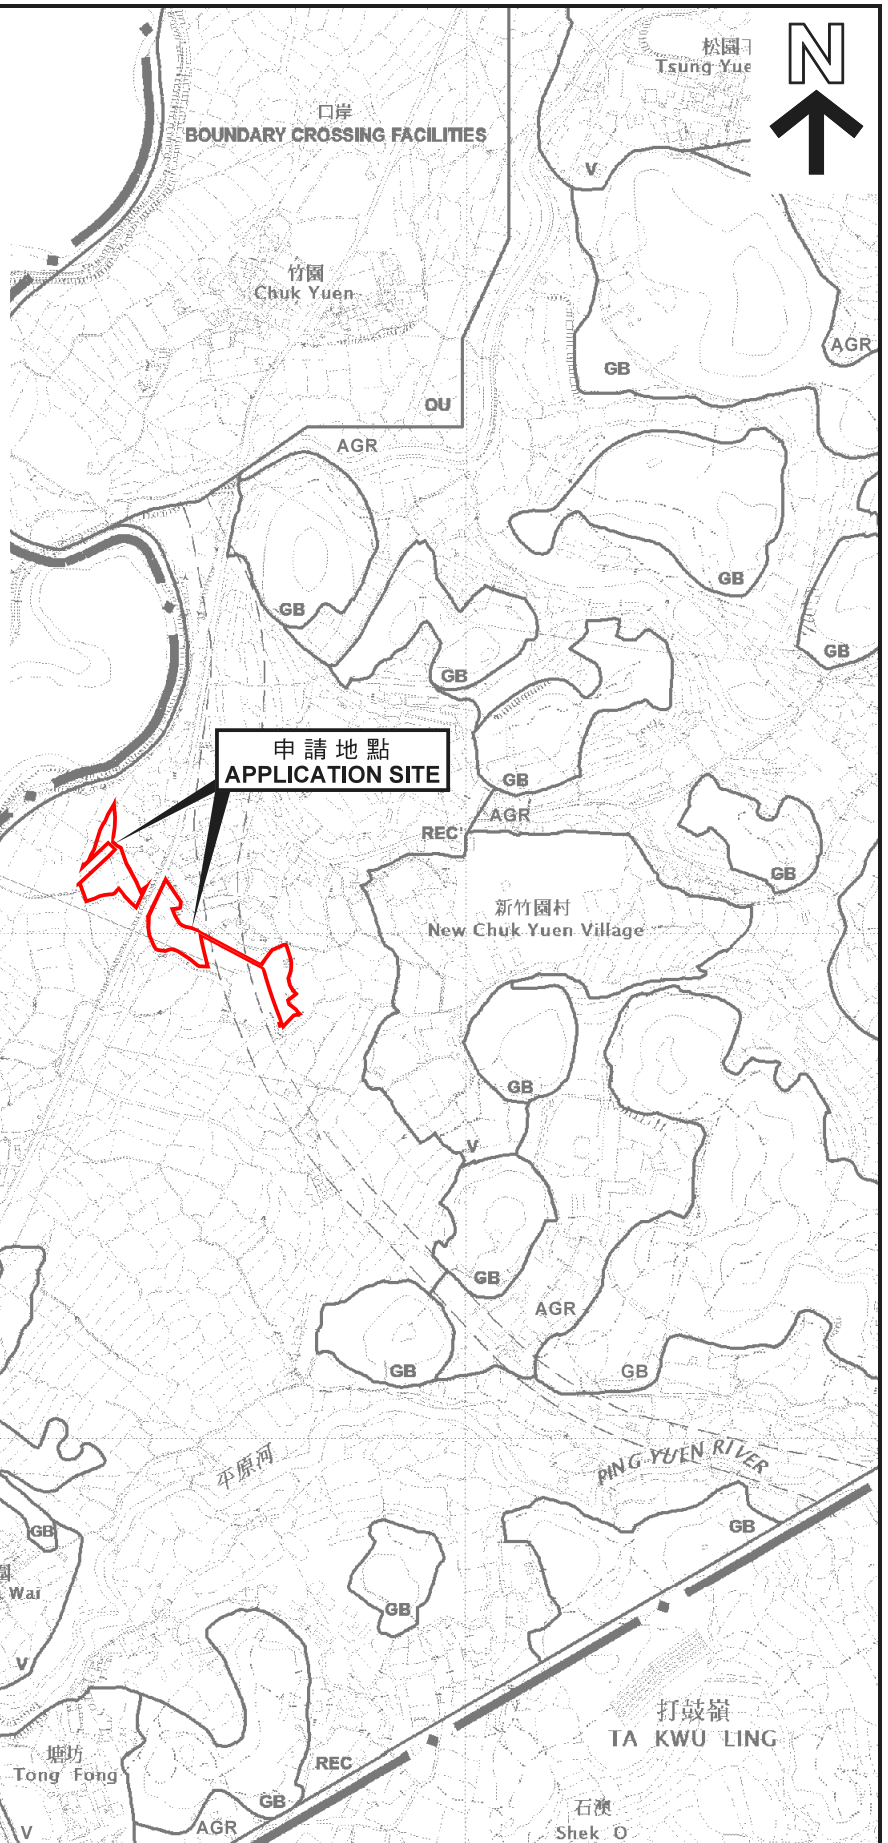 松園
Tsung Yue
N
口岸
BOUNDARY CROSSING FACILITIES
V
竹園
Chuk Yuen
AGR
GB
OU
AGR
GB
GB
GB
GB
申請地點
APPLICATION SITE
GB
AGR
REC
GB
新竹園村
New Chuk Yuen Village
GB
V
GB
AGR
GB
GB
平原河
PING YUEN RIVER
GB
GB
圍
Wai
GB
V
打鼓嶺
TA KWU LING
塘坊
Tong Fong
REC
GB
石澳
Shek O
AGR
V